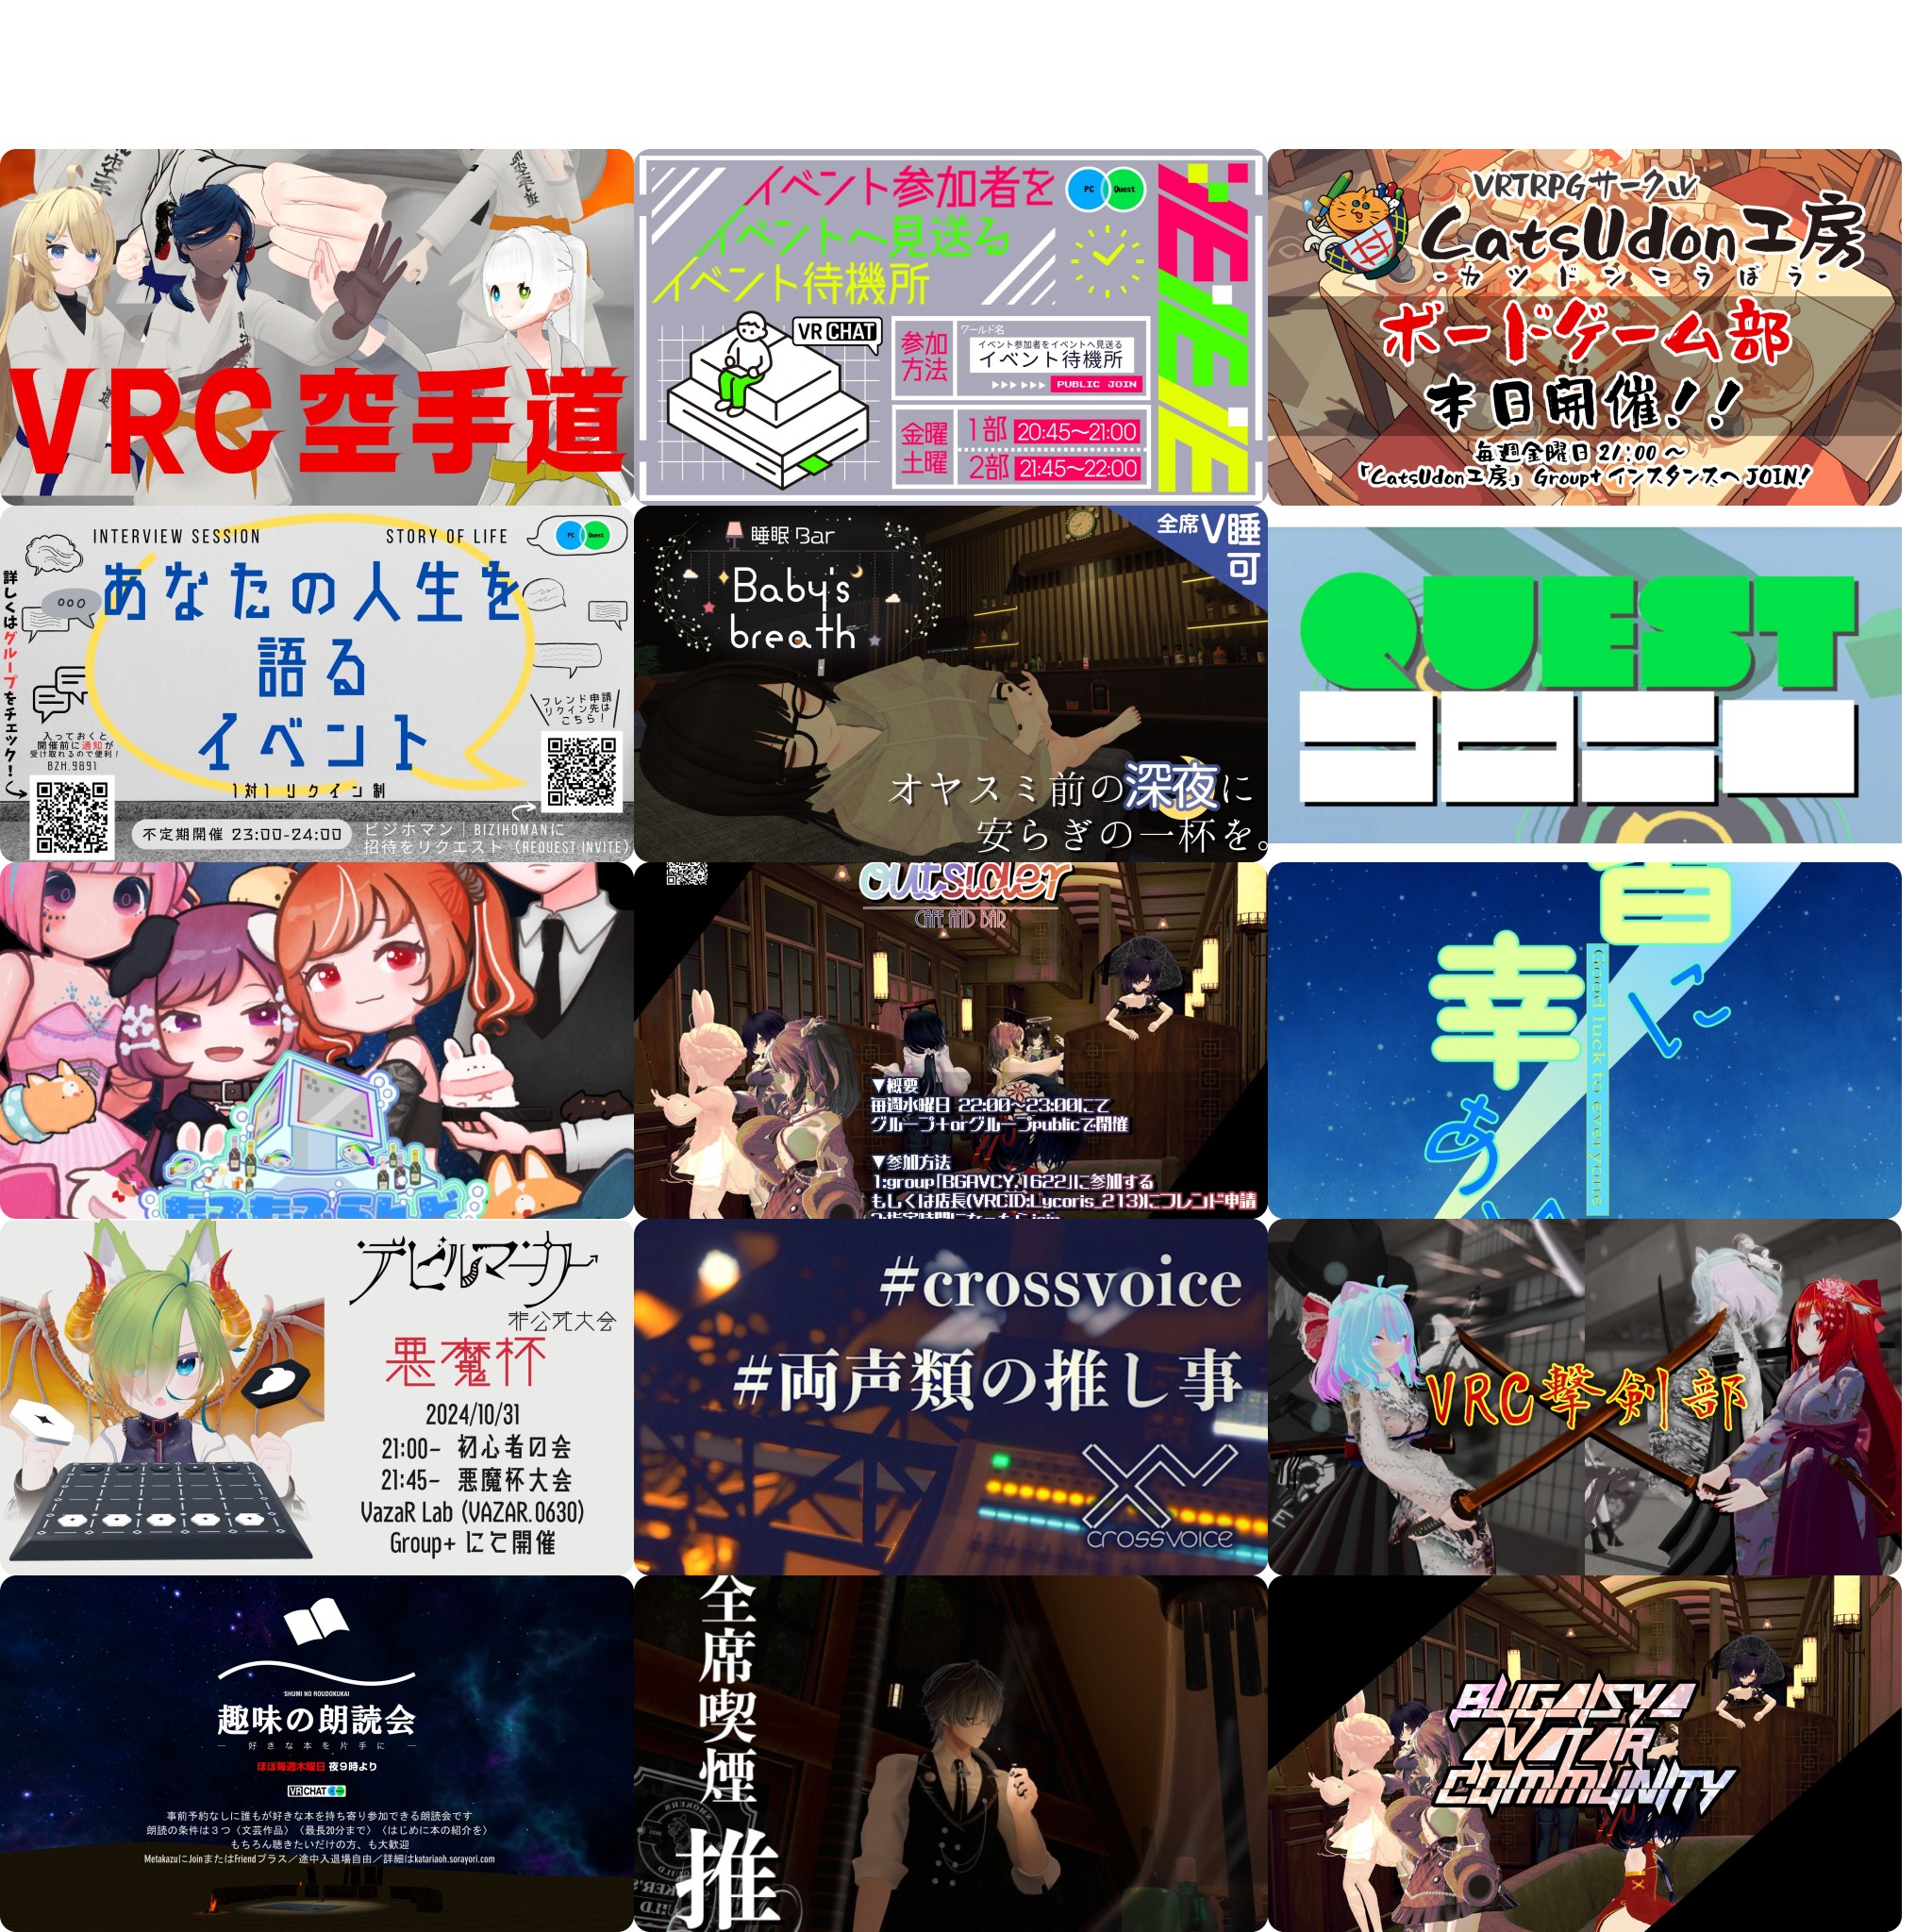 VRC空手道
イベント参加者を
イベントへ見送る
イベント待機所
PC Quest
VRCHAT
参加
方法
ワールド名
イベント参加者をイベントへ見送る
イベント待機所
PUBLIC JOIN
金曜
土曜
1部 20:45〜21:00
2部 21:45〜22:00
VRTRPGサークル
CatsUdon工房
-カツドンこうぼう-
ボードゲーム部
本日開催!!
毎週金曜日 21:00 〜
「CatsUdon工房」 Group+インスタンスへJOIN!
INTERVIEW SESSION
STORY OF LIFE
PC Quest
あなたの人生を
語る
イベント
1対1リクイン制
詳しくはグループをチェック!
入っておくと
開催前に通知が
受け取れるので便利!
BZH.9891
フレンド申請
リクイン先は
こちら!
不定期開催 23:00-24:00
ビジホマン|BIZIHOMANに
招待をリクエスト (REQUEST INVITE)
睡眠 Bar
Baby's
breath
全席V睡
可
オヤスミ前の深夜に
安らぎの一杯を。
QUEST
outsider
CAFE AND BAR
▼概要
毎週水曜日 22:00〜23:00にて
グループ+orグループpublicで開催
▼参加方法
1:group「BGAVCY.1622」に参加する
もしくは店長(VRCID:Lycoris_213)にフレンド申請
皆に
幸あ
Good luck to everyone
デビルマーカー
非公式大会
悪魔杯
2024/10/31
21:00- 初心者の会
21:45- 悪魔杯大会
VazaR Lab (VAZAR.0630)
Group+ にて開催
#crossvoice
#両声類の推し事
crossvoice
VRC撃剣部
SHUMI NO ROUDOKUKAI
趣味の朗読会
― 好きな本を片手に ―
ほぼ毎週木曜日 夜9時より
VRCHAT
事前予約なしに誰もが好きな本を持ち寄り参加できる朗読会です
朗読の条件は3つ〈文芸作品〉〈最長20分まで〉〈はじめに本の紹介を〉
もちろん聴きたいだけの方、も大歓迎
MetakazuにJoinまたはFriendプラス／途中入退場自由／詳細はkatariaoh.sorayori.com
全席喫煙
推
BUGAISYA
AVATAR
COMMUNITY